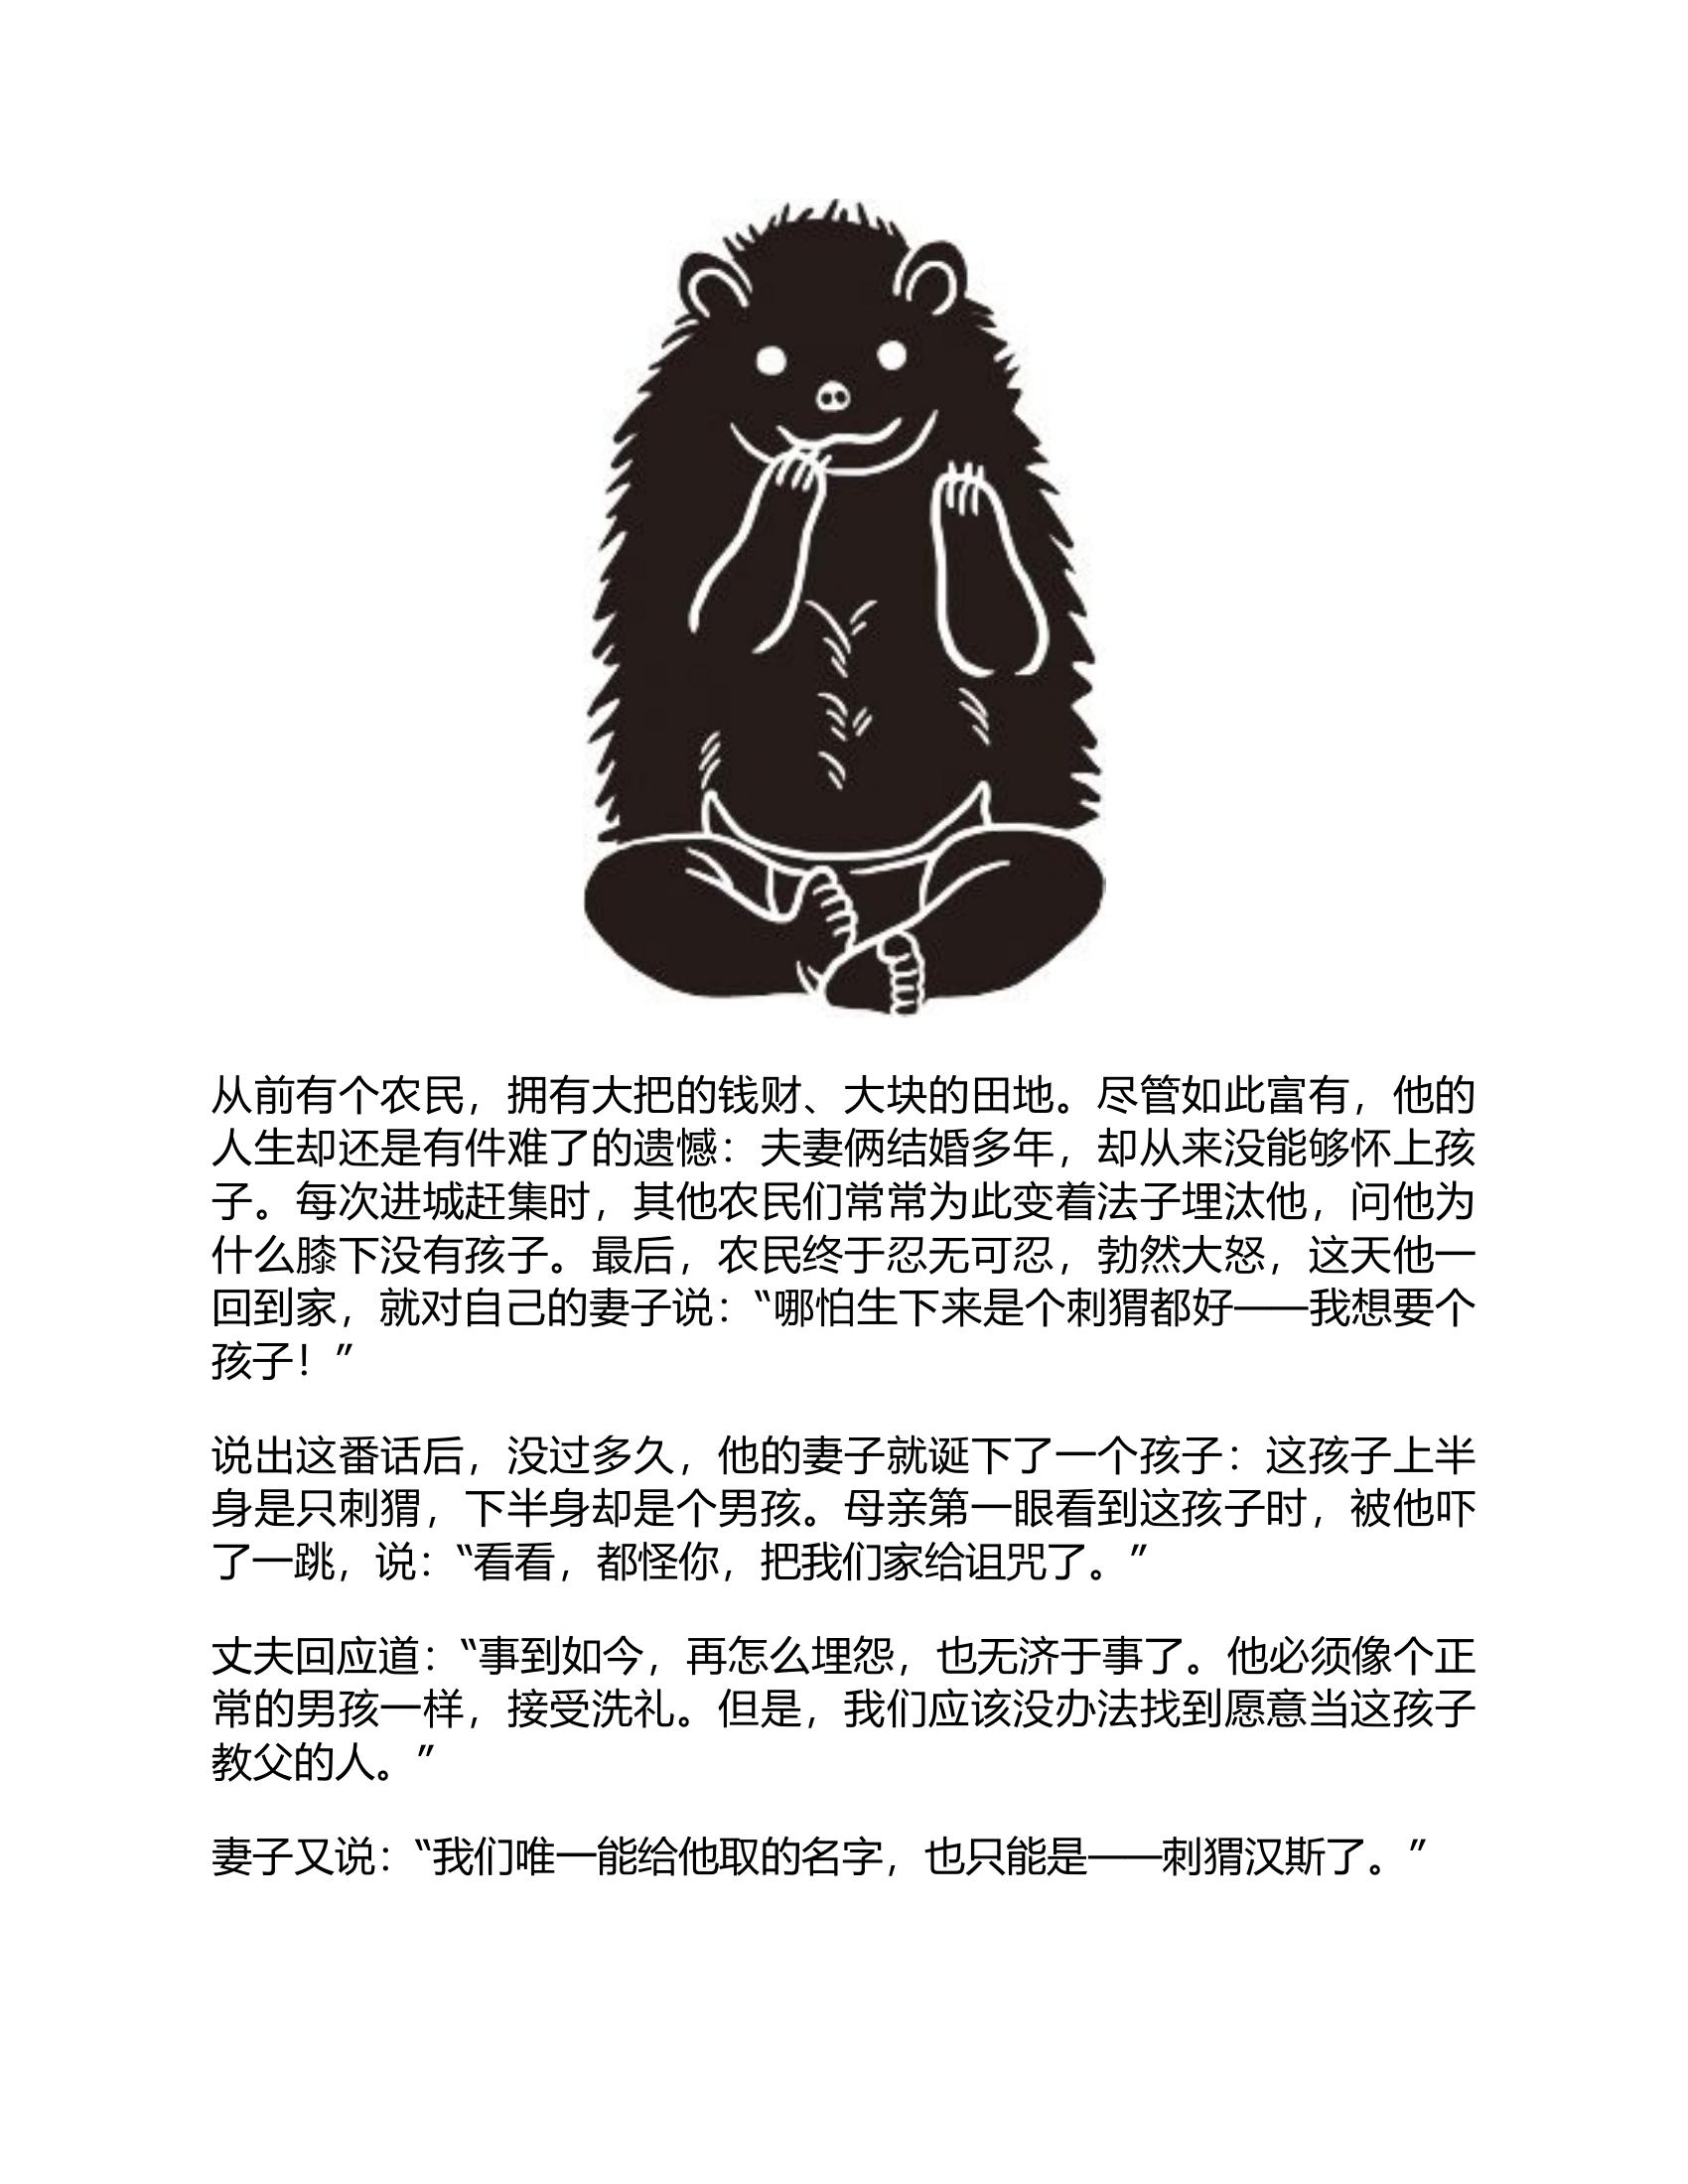 从前有个农民，拥有大把的钱财、大块的田地。尽管如此富有，他的
人生却还是有件难了的遗憾：夫妻俩结婚多年，却从来没能够怀上孩
子。每次进城赶集时，其他农民们常常为此变着法子埋汰他，问他为
什么膝下没有孩子。最后，农民终于忍无可忍，勃然大怒，这天他一
回到家，就对自己的妻子说：“哪怕生下来是个刺猬都好——我想要个
孩子！”
说出这番话后，没过多久，他的妻子就诞下了一个孩子：这孩子上半
身是只刺猬，下半身却是个男孩。母亲第一眼看到这孩子时，被他吓
了一跳，说：“看看，都怪你，把我们家给诅咒了。”
丈夫回应道：“事到如今，再怎么埋怨，也无济于事了。他必须像个正
常的男孩一样，接受洗礼。但是，我们应该没办法找到愿意当这孩子
教父的人。”
妻子又说：“我们唯一能给他取的名字，也只能是——刺猬汉斯了。”